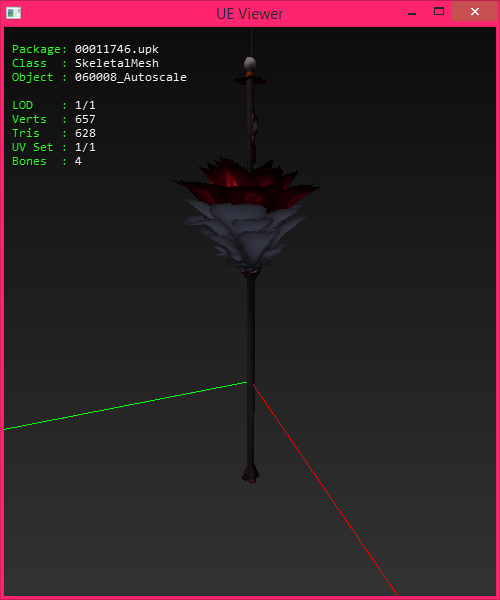 UE Viewer
Package: 00011746.upk
Class  : SkeletalMesh
Object : 060008_Autoscale
LOD    : 1/1
Verts  : 657
Tris   : 628
UV Set : 1/1
Bones  : 4